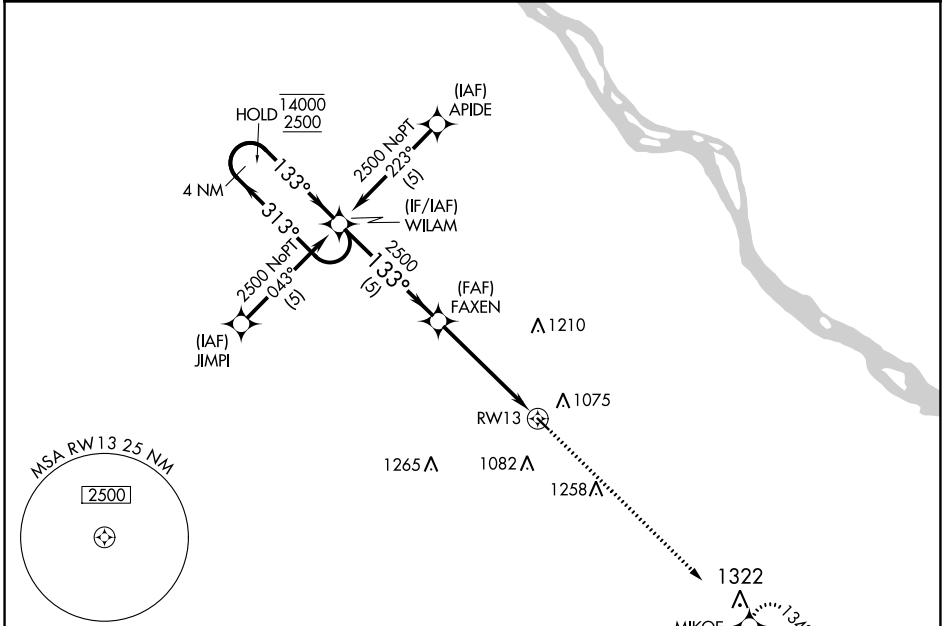 (IAF)
APIDE
HOLD 14000
2500
2500 NoPT
223°
(5)
133°
4 NM
(IF/IAF)
WILAM
313°
2500
133°
(5)
2500 NoPT
043°
(5)
(FAF)
FAXEN
(IAF)
JIMPI
1210
1075
RW13
MSA RW13 25 NM
1265
1082
1258
2500
1322